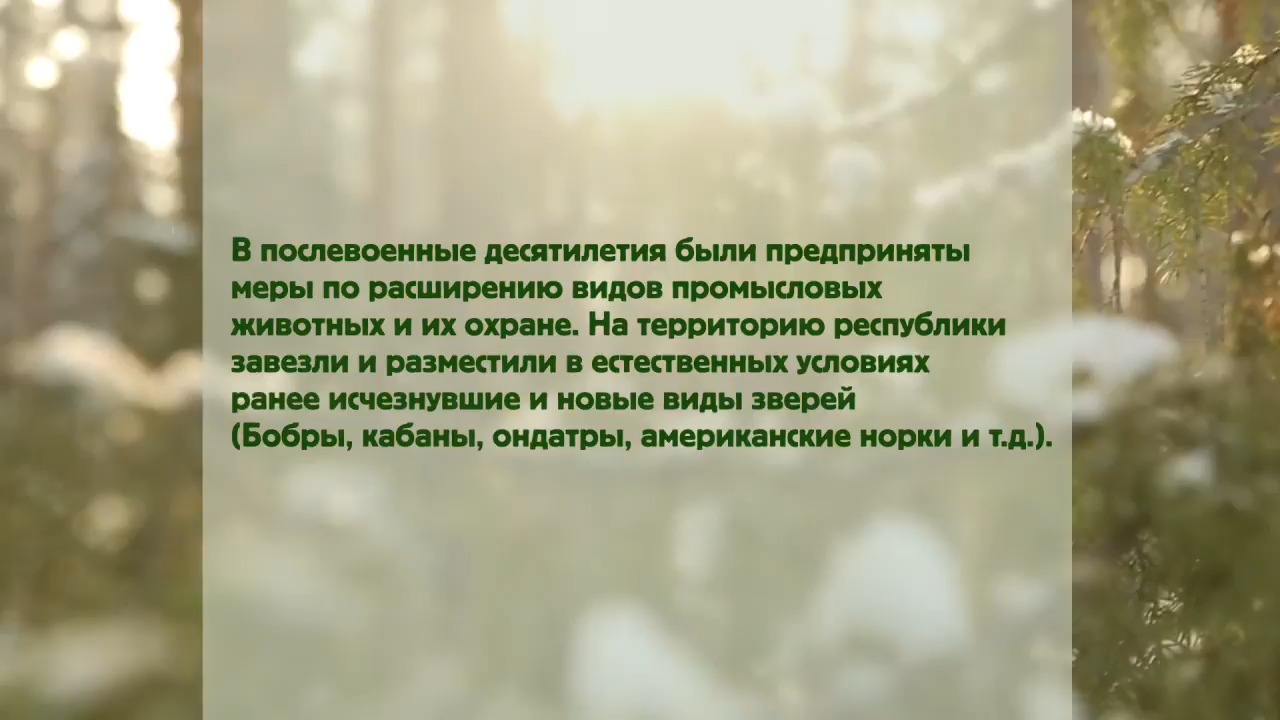 В послевоенные десятилетия были предприняты
меры по расширению видов промысловых
животных и их охране. На территорию республики
завезли и разместили в естественных условиях
ранее исчезнувшие и новые виды зверей
(Бобры, кабаны, ондатры, американские норки и т.д.).